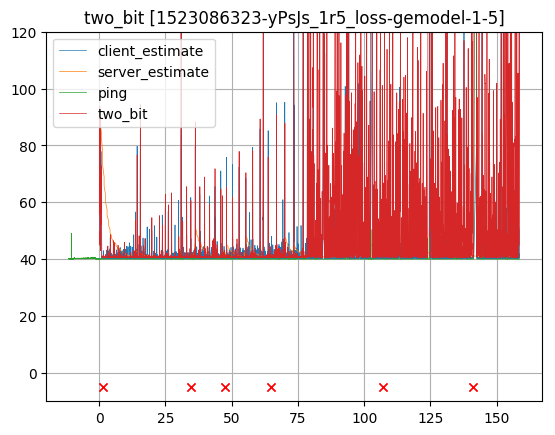 two_bit [1523086323-yPsJs_1r5_loss-gemodel-1-5]
client_estimate
server_estimate
ping
two_bit
120
100
80
60
40
20
0
0 25 50 75 100 125 150